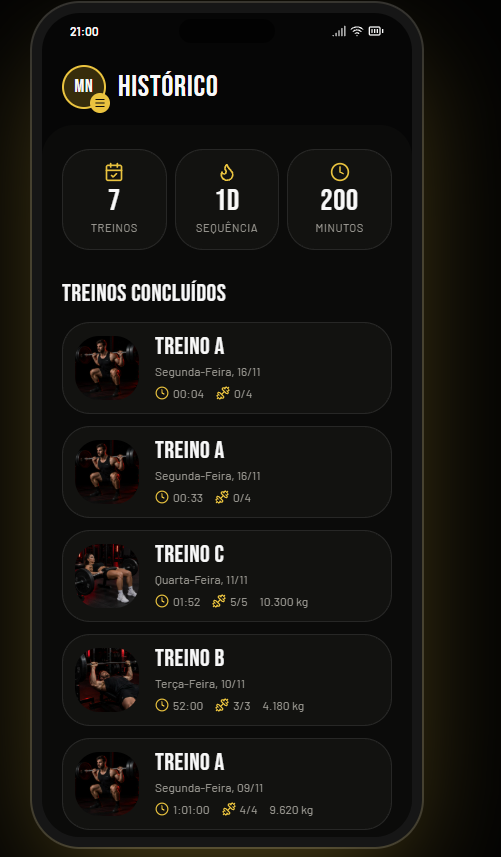 21:00
MN
HISTÓRICO
7
1D
200
TREINOS
SEQUÊNCIA
MINUTOS
TREINOS CONCLUÍDOS
TREINO A
Segunda-Feira, 16/11
00:04 0/4
TREINO A
Segunda-Feira, 16/11
00:33 0/4
TREINO C
Quarta-Feira, 11/11
01:52 5/5 10.300 kg
TREINO B
Terça-Feira, 10/11
52:00 3/3 4.180 kg
TREINO A
Segunda-Feira, 09/11
1:01:00 4/4 9.620 kg